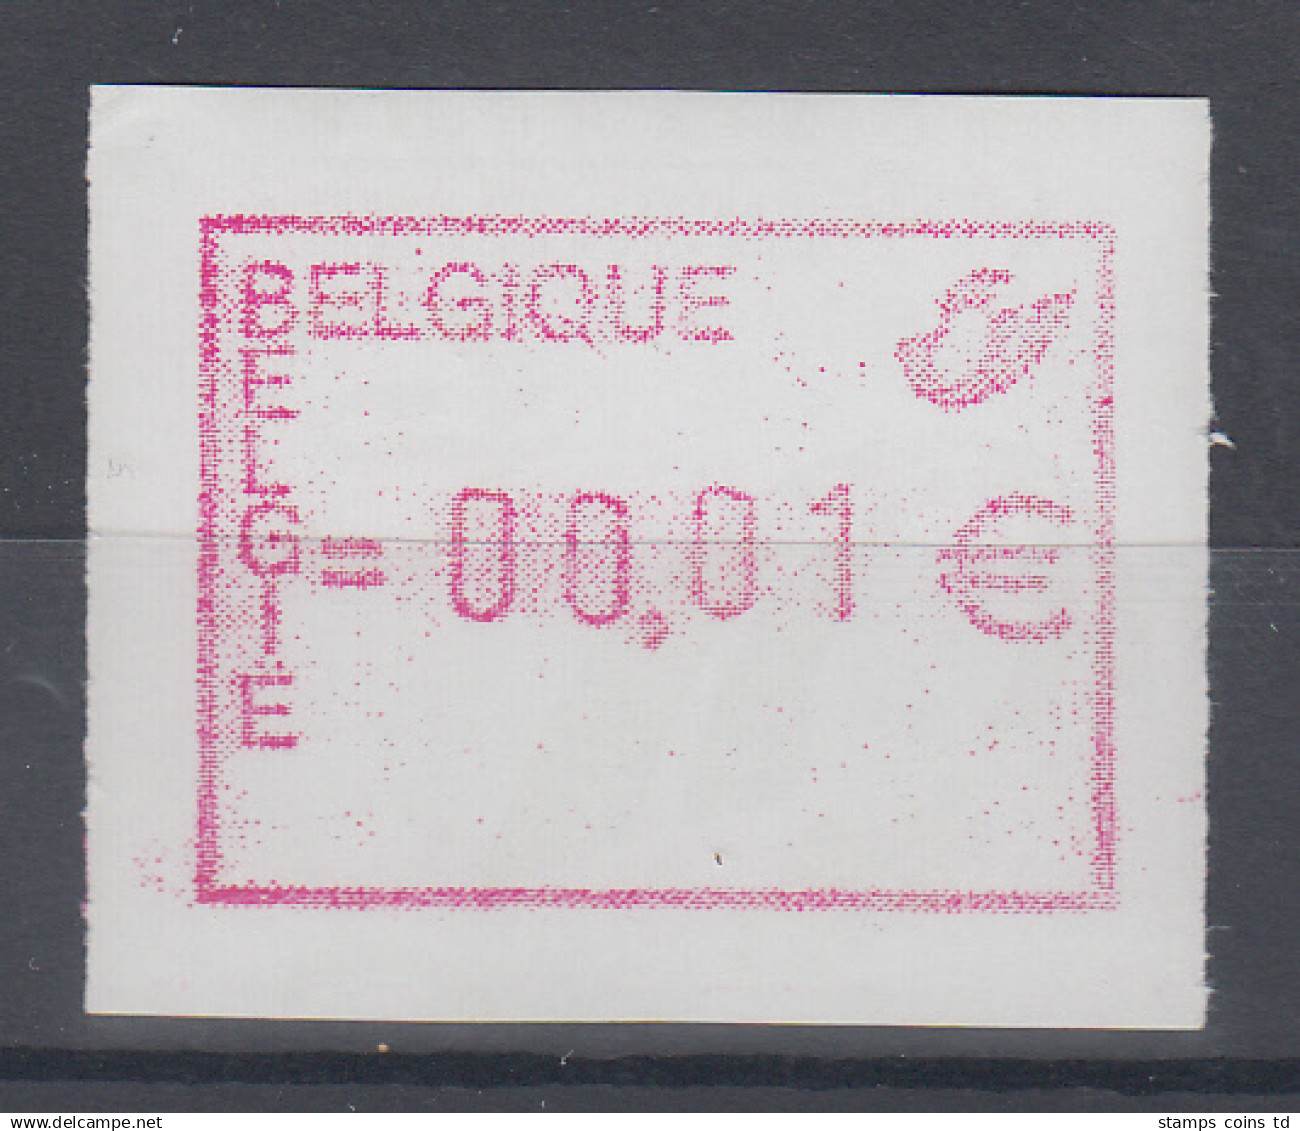 BELGIQUE
BELGIE
=00,01 €
www.delcampe.net
stamps coins td